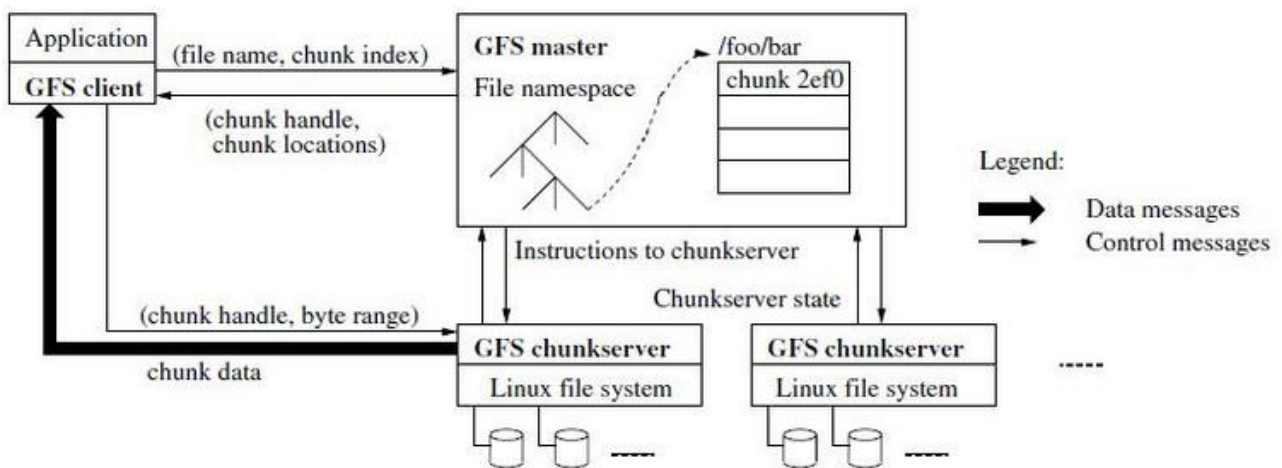 Application
GFS client
(file name, chunk index)
(chunk handle,
chunk locations)
GFS master
File namespace
/foo/bar
chunk 2ef0
Legend:
Data messages
Control messages
Instructions to chunkserver
Chunkserver state
(chunk handle, byte range)
chunk data
GFS chunkserver
Linux file system
GFS chunkserver
Linux file system